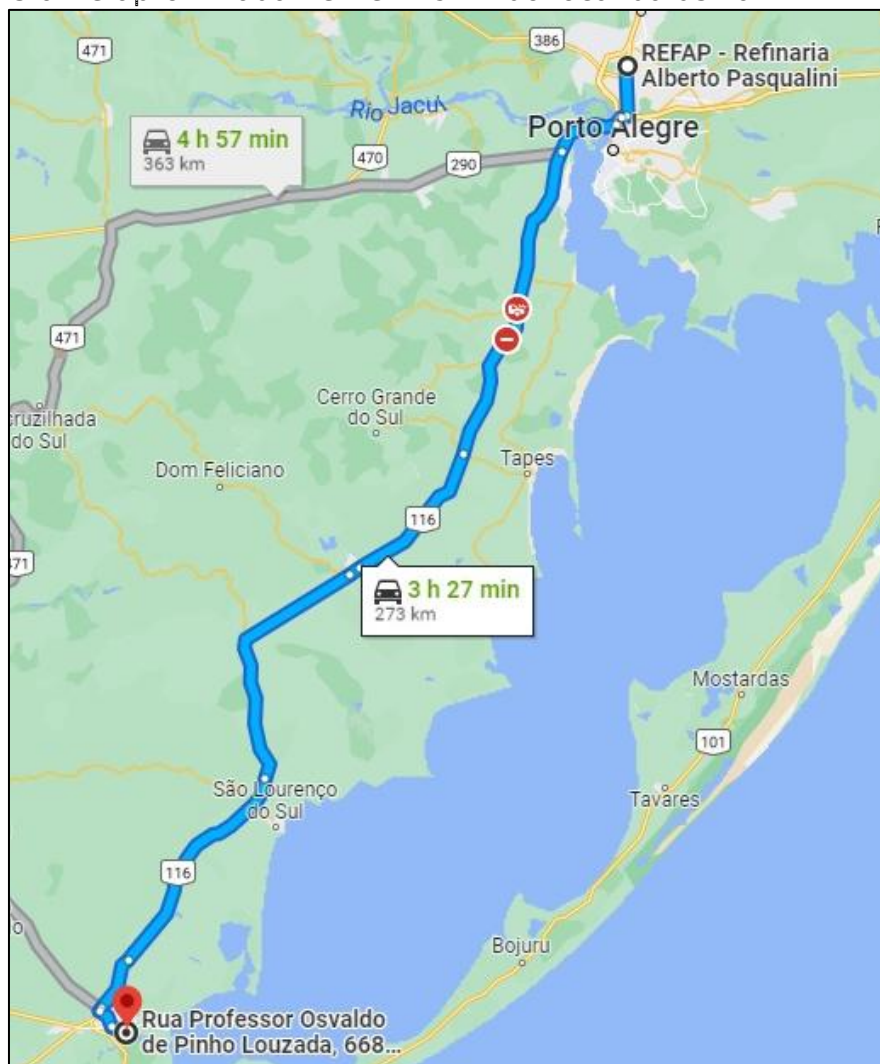 386
471
REFAP - Refinaria
Alberto Pasqualini
Rio Jacuí
Porto Alegre
4 h 57 min
363 km
470
290
471
Cerro Grande
do Sul
cruzilhada
do Sul
Tapes
Dom Feliciano
116
471
3 h 27 min
273 km
Mostardas
101
São Lourenço
do Sul
Tavares
116
Bojuru
Rua Professor Osvaldo
de Pinho Louzada, 668...